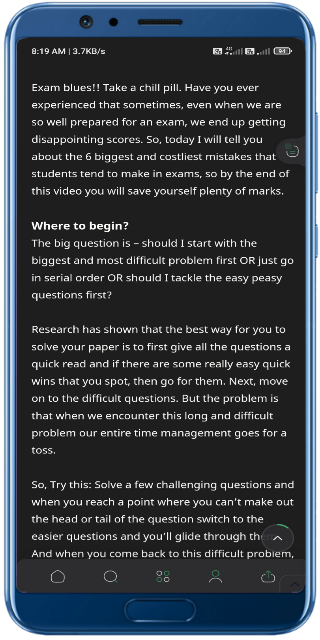 8:19 AM | 3.7KB/s
94
Exam blues!! Take a chill pill. Have you ever
experienced that sometimes, even when we are
so well prepared for an exam, we end up getting
disappointing scores. So, today I will tell you
about the 6 biggest and costliest mistakes that
students tend to make in exams, so by the end of
this video you will save yourself plenty of marks.
Where to begin?
The big question is – should I start with the
biggest and most difficult problem first OR just go
in serial order OR should I tackle the easy peasy
questions first?
Research has shown that the best way for you to
solve your paper is to first give all the questions a
quick read and if there are some really easy quick
wins that you spot, then go for them. Next, move
on to the difficult questions. But the problem is
that when we encounter this long and difficult
problem our entire time management goes for a
toss.
So, Try this: Solve a few challenging questions and
when you reach a point where you can't make out
the head or tail of the question switch to the
easier questions and you'll glide through
And when you come back to this difficult problem,